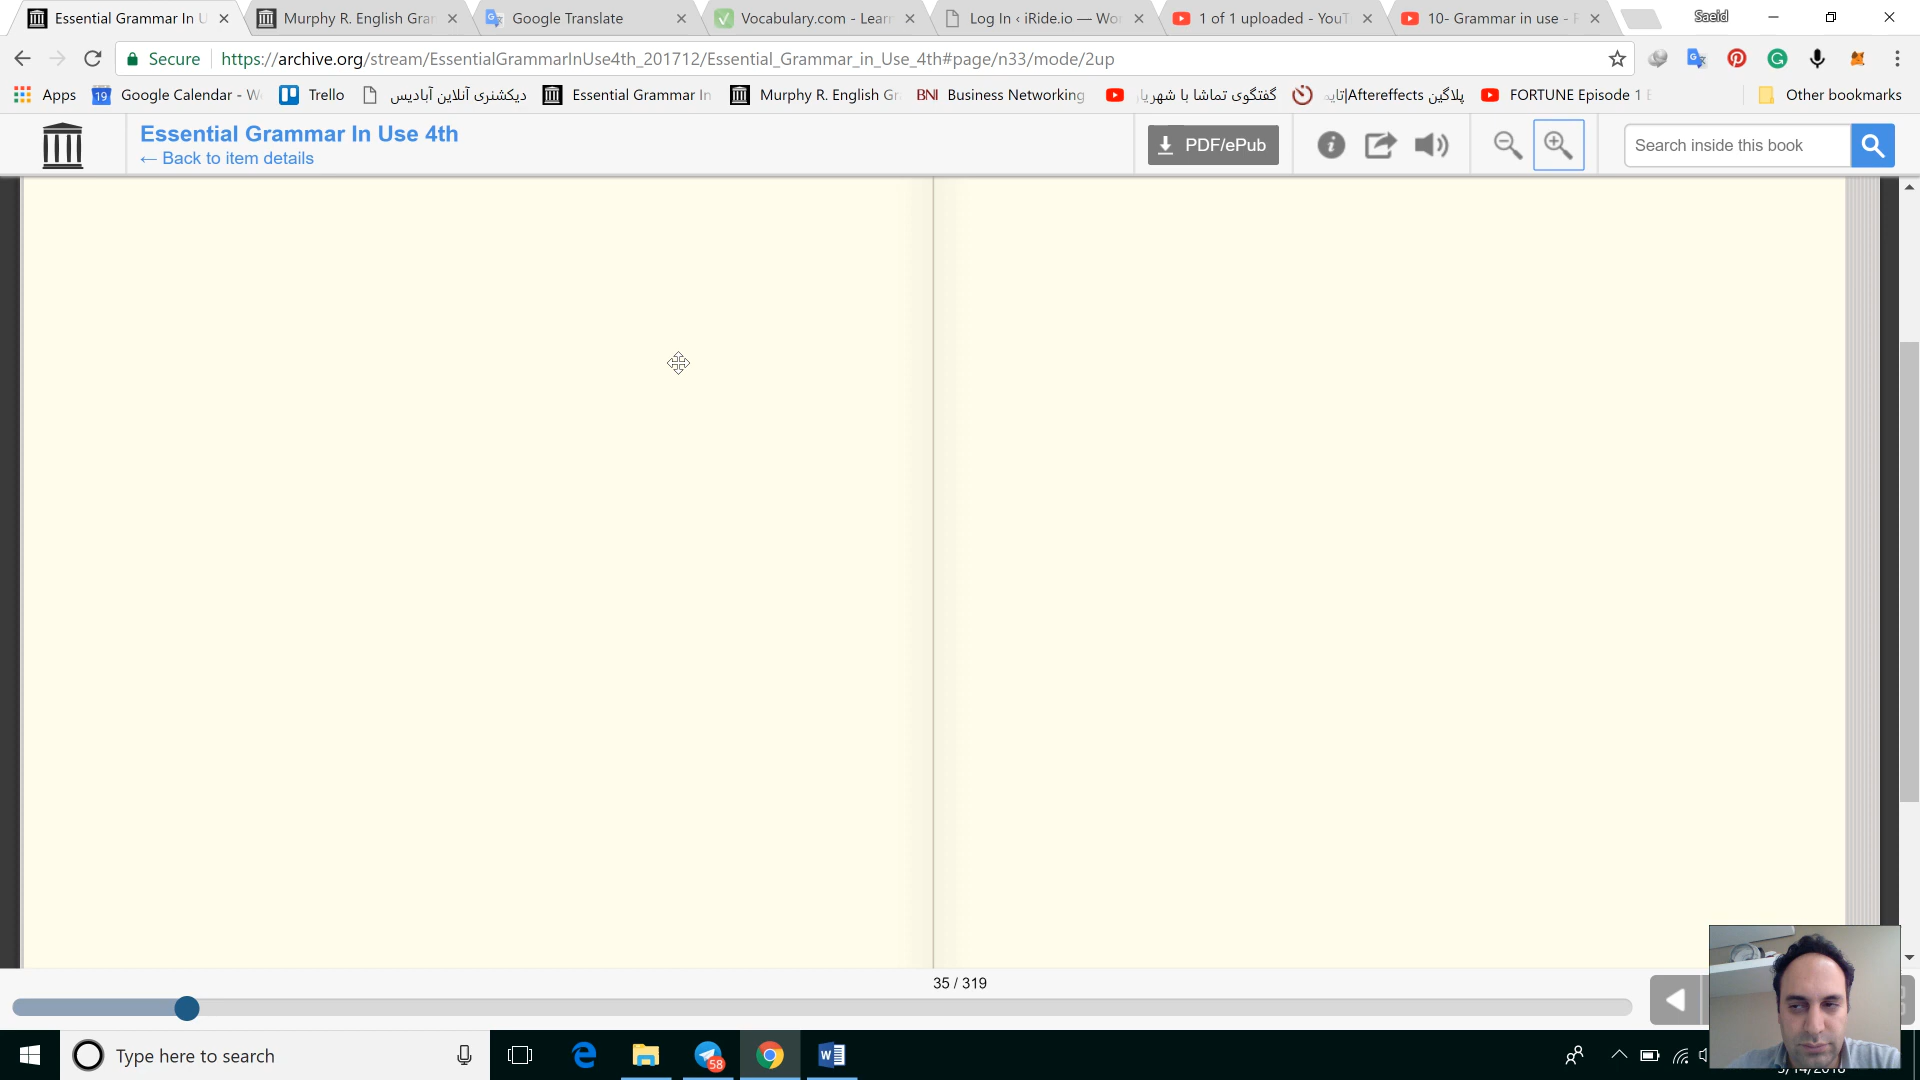 Essential Grammar In U
Murphy R. English Gra
Google Translate
Vocabulary.com - Lear
Log In ‹ iRide.io — Wo
1 of 1 uploaded - YouT
10- Grammar in use -
Saeid
Secure
https://archive.org/stream/EssentialGrammarInUse4th_201712/Essential_Grammar_in_Use_4th#page/n33/mode/2up
Apps
19
Google Calendar - W
Trello
دیکشنری آنلاین آبادیس
Essential Grammar In
Murphy R. English Gr
BNI
Business Networking
گفتگوی تماشا با شهریار
پلاگین Aftereffects|تایم
FORTUNE Episode 1
Other bookmarks
Essential Grammar In Use 4th
← Back to item details
PDF/ePub
Search inside this book
35 / 319
Type here to search
58